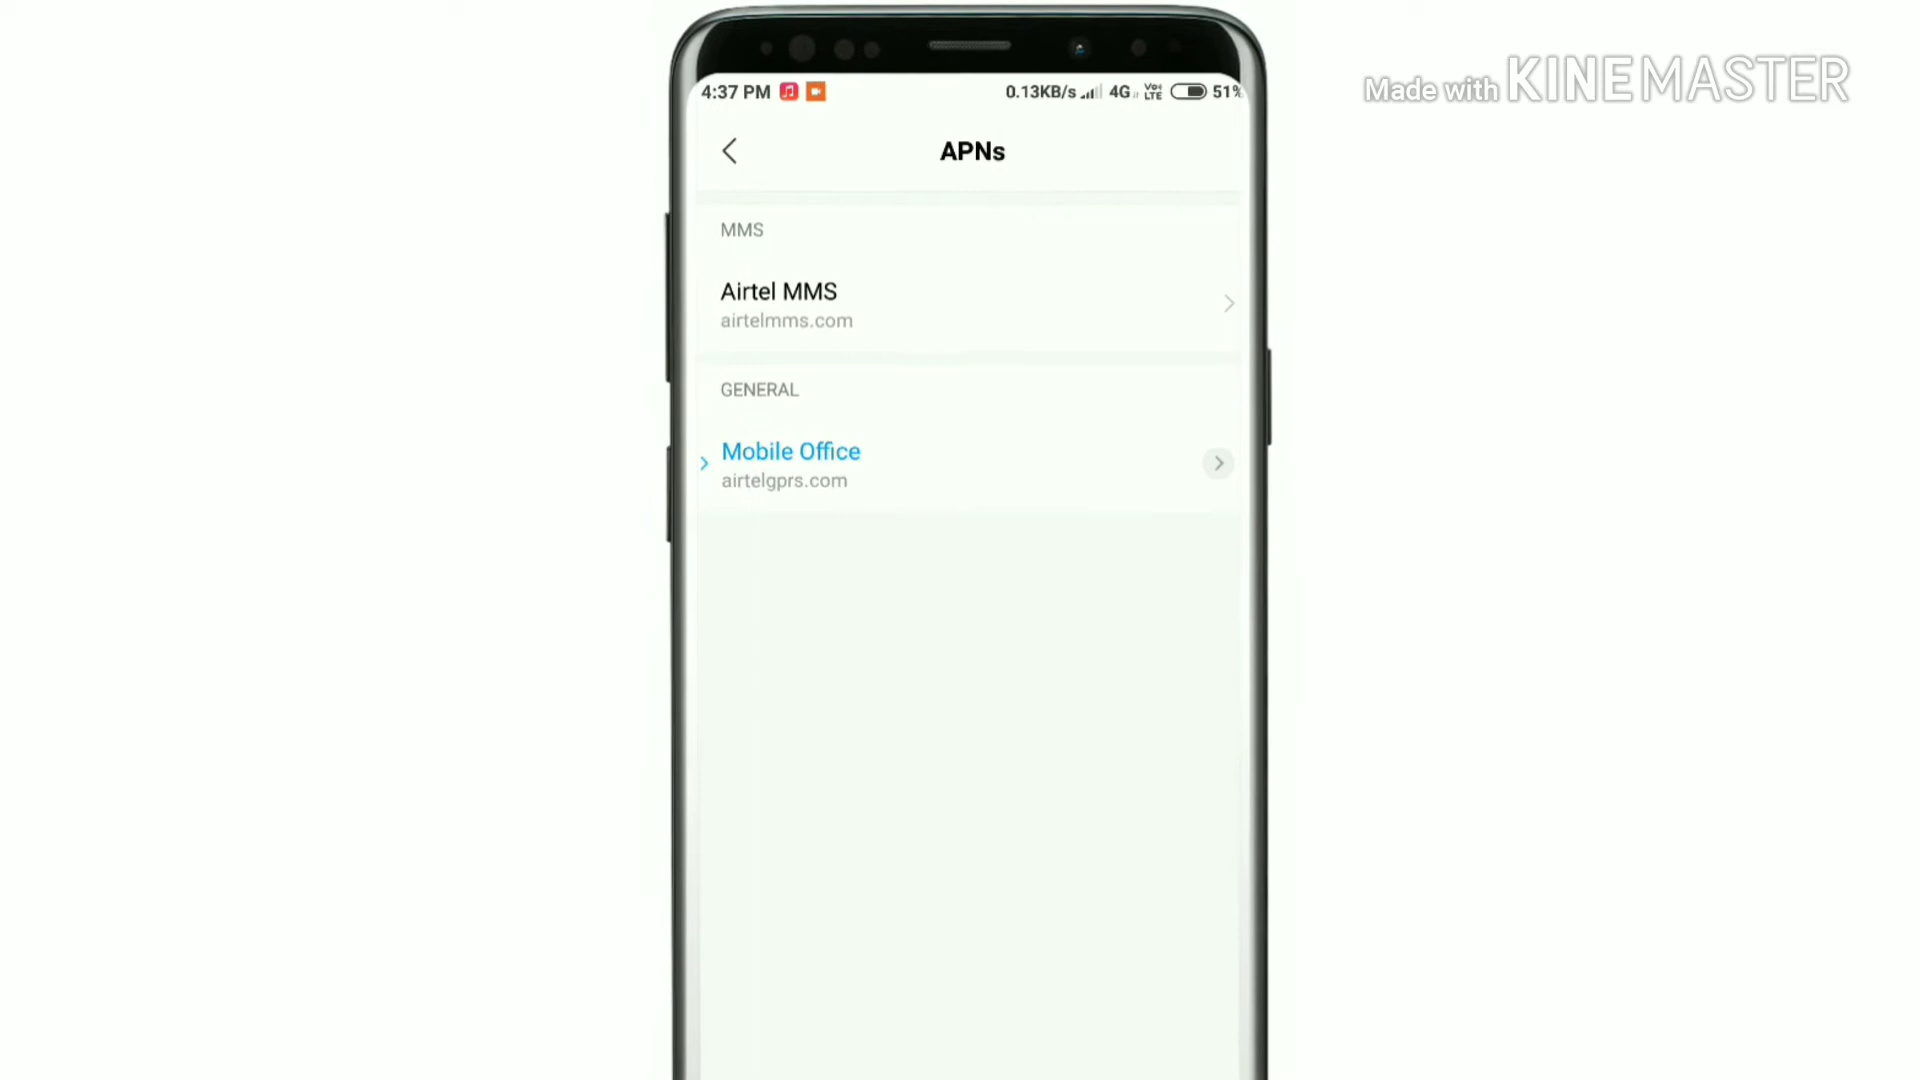 Made with KINEMASTER
4:37 PM 0.13KB/s 4G VoLTE 51%
APNs
MMS
Airtel MMS
airtelmms.com
GENERAL
Mobile Office
airtelgprs.com